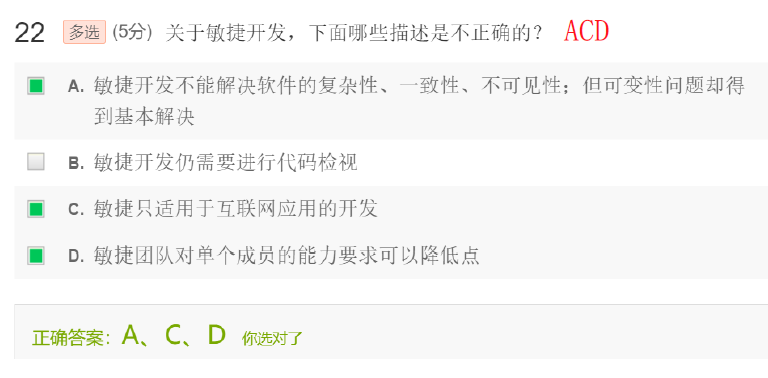 22 多选 (5分) 关于敏捷开发，下面哪些描述是不正确的？ ACD
A. 敏捷开发不能解决软件的复杂性、一致性、不可见性；但可变性问题却得
到基本解决
B. 敏捷开发仍需要进行代码检视
C. 敏捷只适用于互联网应用的开发
D. 敏捷团队对单个成员的能力要求可以降低点
正确答案：A、C、D 你选对了